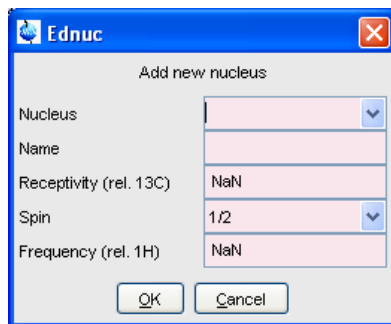 Ednuc
Add new nucleus
Nucleus
Name
Receptivity (rel. 13C) NaN
Spin 1/2
Frequency (rel. 1H) NaN
OK Cancel